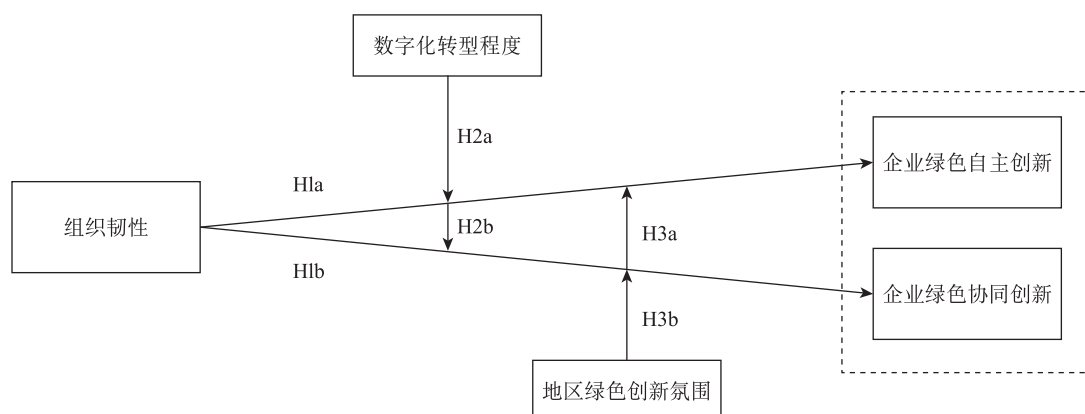 数字化转型程度
H2a
企业绿色自主创新
Hla
组织韧性
H2b
H3a
Hlb
企业绿色协同创新
H3b
地区绿色创新氛围